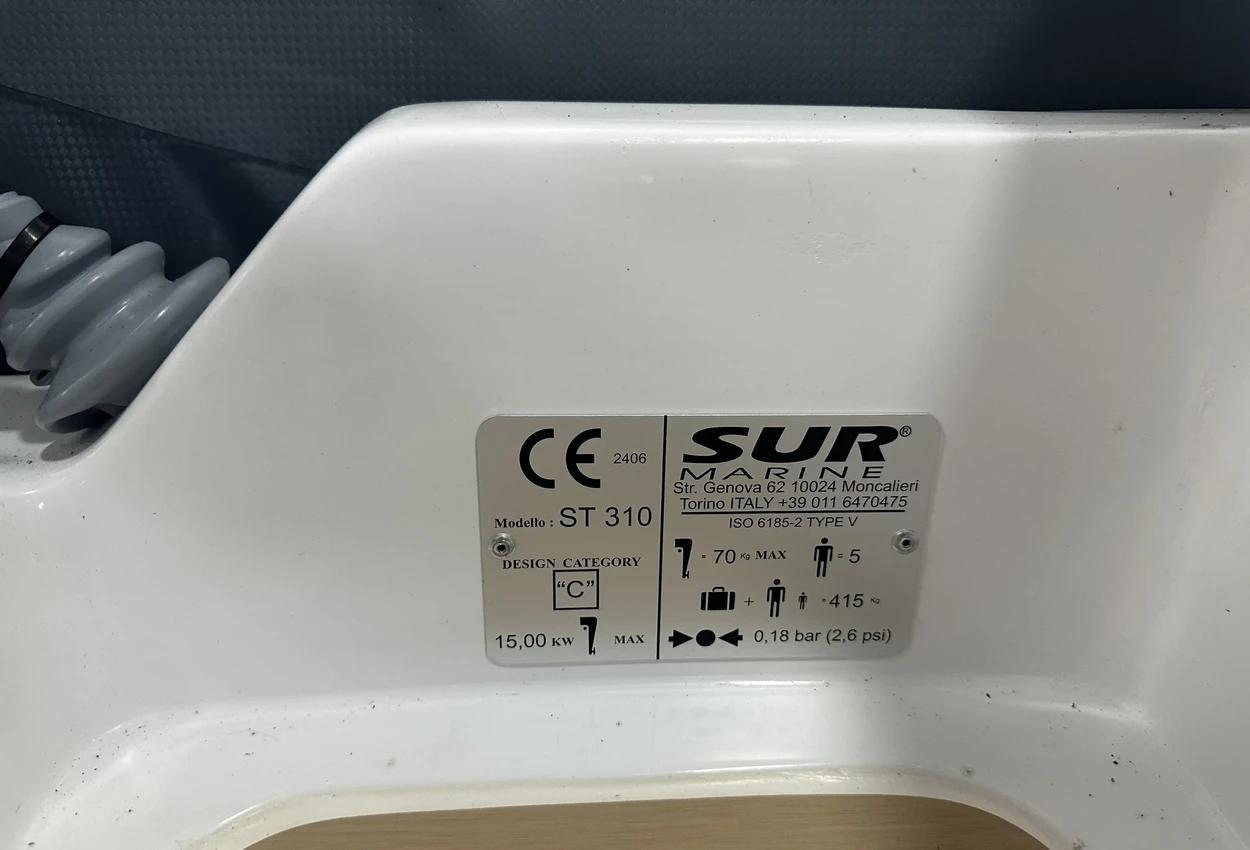 CE 2406
Modello : ST 310
DESIGN CATEGORY
“C”
15,00 KW MAX
SUR®
MARINE
Str. Genova 62 10024 Moncalieri
Torino ITALY +39 011 6470475
ISO 6185-2 TYPE V
= 70 Kg MAX = 5
+ = 415 Kg
0,18 bar (2,6 psi)